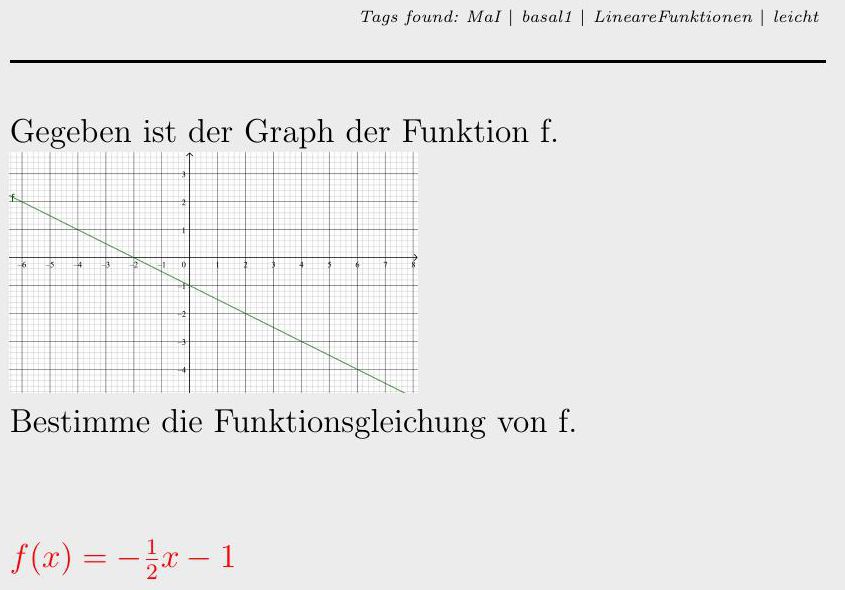 Tags found: MaI | basal1 | LineareFunktionen | leicht
Gegeben ist der Graph der Funktion f.
3
f
2
1
-6 -5 -4 -3 -2 -1 0 1 2 3 4 5 6 7 8
-1
-2
-3
-4
Bestimme die Funktionsgleichung von f.
f(x) = -\frac{1}{2}x - 1